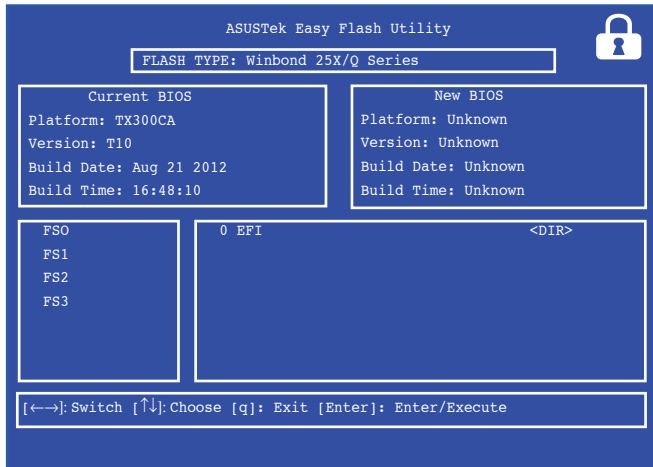 ASUSTek Easy Flash Utility
FLASH TYPE: Winbond 25X/Q Series
Current BIOS
Platform: TX300CA
Version: T10
Build Date: Aug 21 2012
Build Time: 16:48:10
New BIOS
Platform: Unknown
Version: Unknown
Build Date: Unknown
Build Time: Unknown
FSO
FS1
FS2
FS3
0 EFI <DIR>
[←→]: Switch [↑↓]: Choose [q]: Exit [Enter]: Enter/Execute